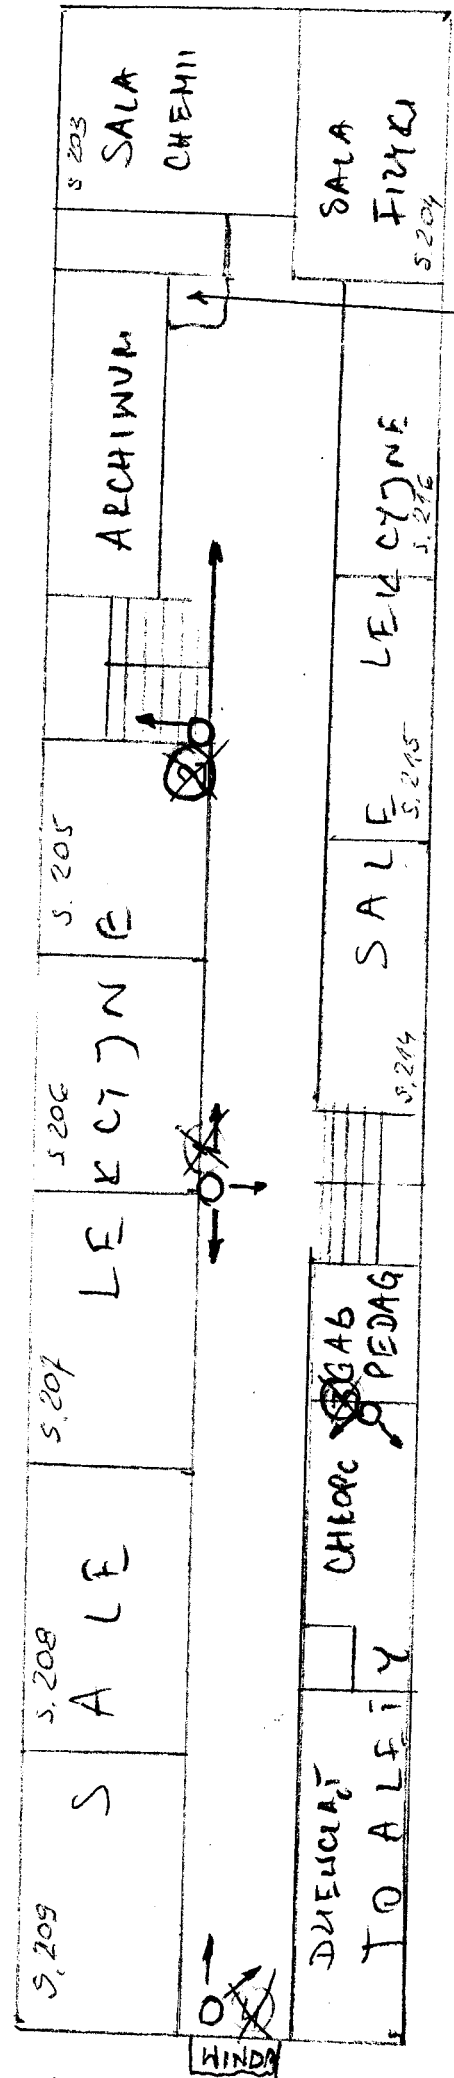 S 203
SALA
CHEMII
SALA
FIZYKI
S 204
ARCHIWUM
S. 205
S 206
S. 207
S. 208
S. 209
SALE LEKCYJNE
SALE LEKCYJNE
S. 216
S. 215
S. 214
2
GAB
PEDAG
CHŁOPC
DZIEWCZĄT
TOALETY
WINDA